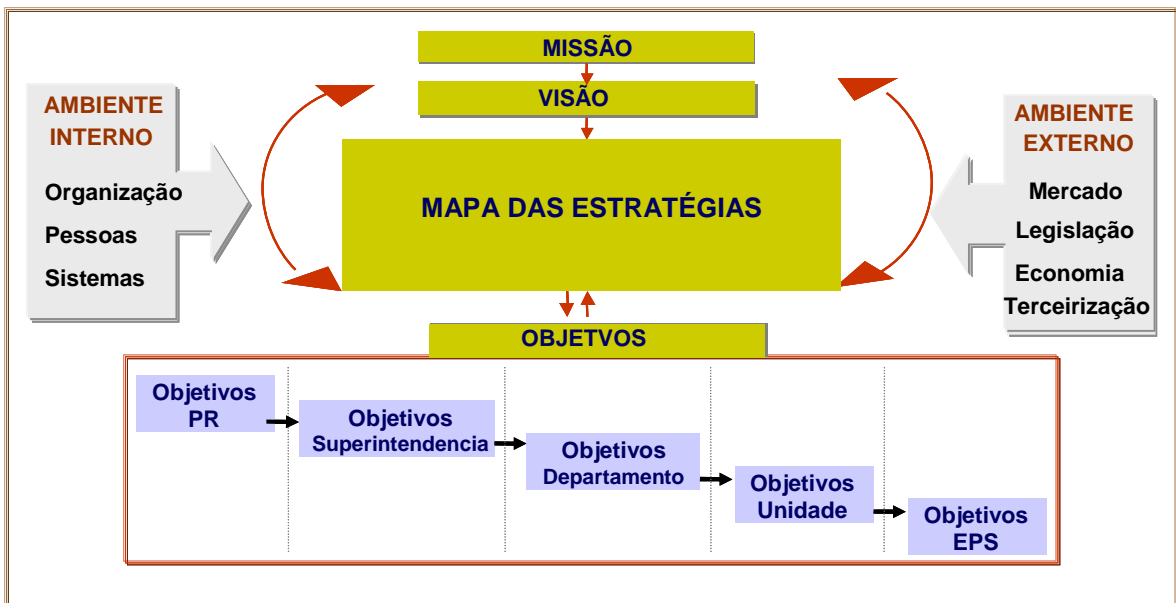 MISSÃO
VISÃO
MAPA DAS ESTRATÉGIAS
AMBIENTE
INTERNO
Organização
Pessoas
Sistemas
AMBIENTE
EXTERNO
Mercado
Legislação
Economia
Terceirização
OBJETVOS
Objetivos
PR
Objetivos
Superintendencia
Objetivos
Departamento
Objetivos
Unidade
Objetivos
EPS